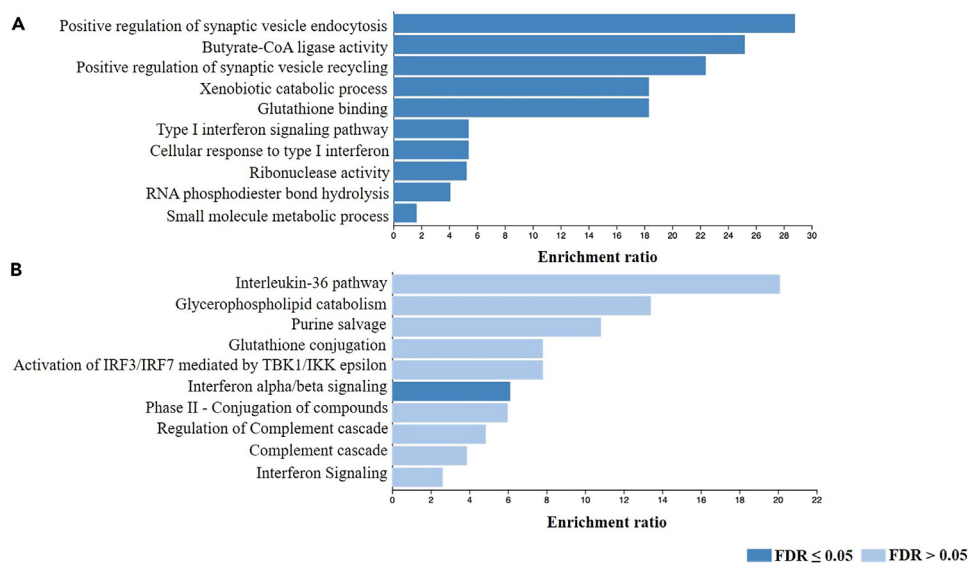 A
Positive regulation of synaptic vesicle endocytosis
Butyrate-CoA ligase activity
Positive regulation of synaptic vesicle recycling
Xenobiotic catabolic process
Glutathione binding
Type I interferon signaling pathway
Cellular response to type I interferon
Ribonuclease activity
RNA phosphodiester bond hydrolysis
Small molecule metabolic process
0 2 4 6 8 10 12 14 16 18 20 22 24 26 28 30
Enrichment ratio
B
Interleukin-36 pathway
Glycerophospholipid catabolism
Purine salvage
Glutathione conjugation
Activation of IRF3/IRF7 mediated by TBK1/IKK epsilon
Interferon alpha/beta signaling
Phase II - Conjugation of compounds
Regulation of Complement cascade
Complement cascade
Interferon Signaling
0 2 4 6 8 10 12 14 16 18 20 22
Enrichment ratio
FDR ≤ 0.05 FDR > 0.05